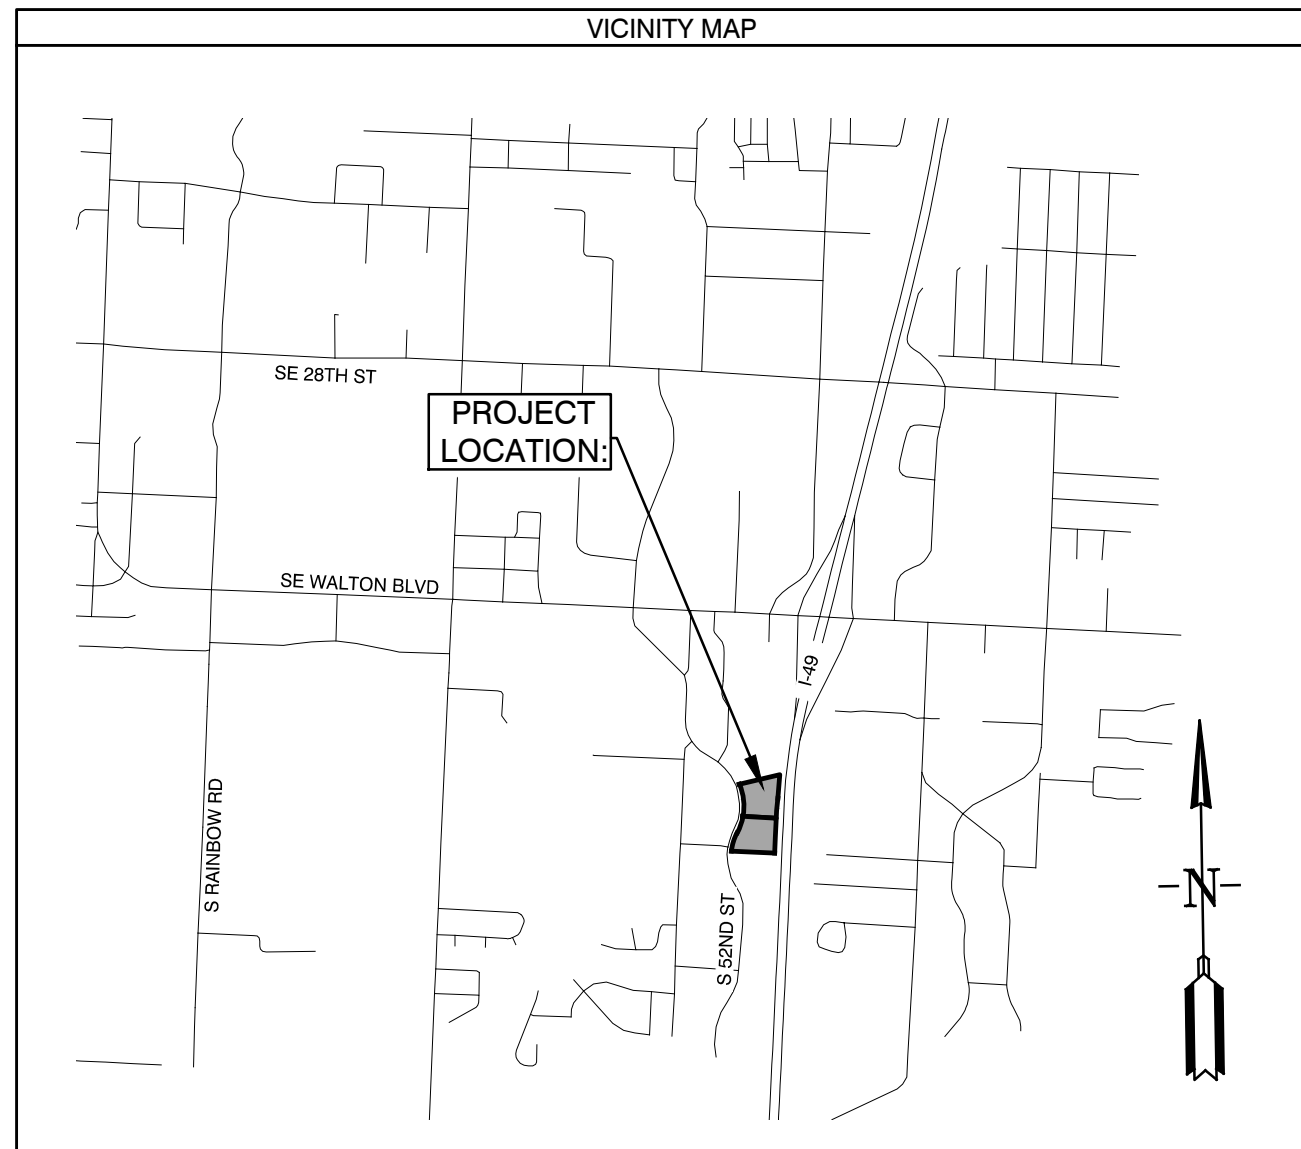 VICINITY MAP
SE 28TH ST
PROJECT
LOCATION:
SE WALTON BLVD
I-49
S RAINBOW RD
S 52ND ST
N